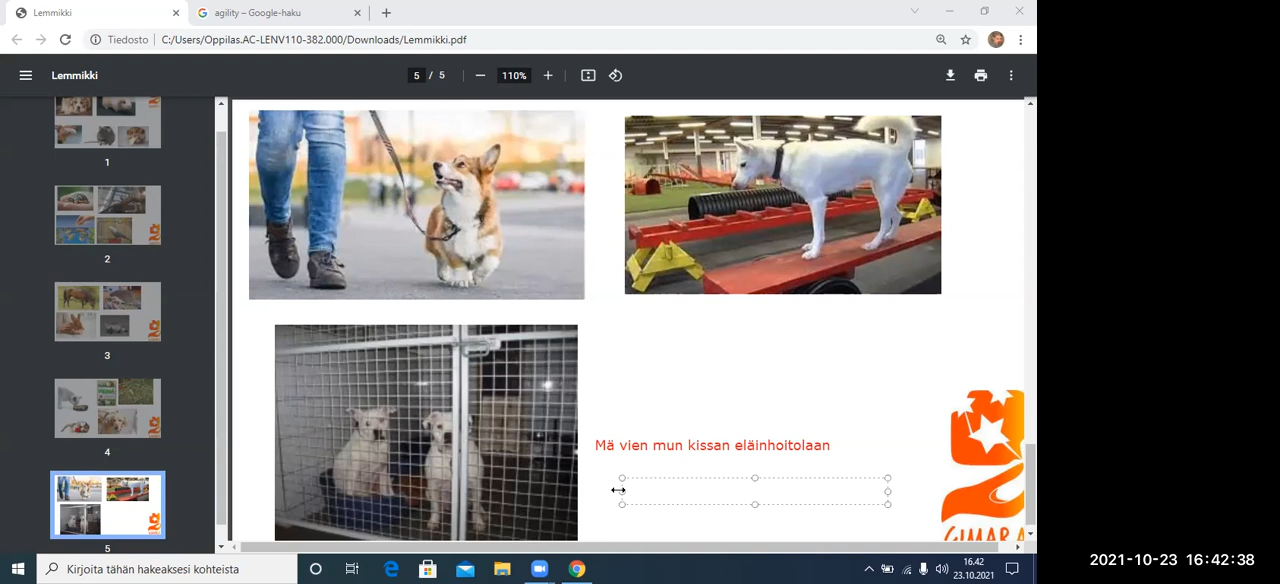 Lemmikki
agility – Google-haku
Tiedosto
C:/Users/Oppilas.AC-LENV110-382.000/Downloads/Lemmikki.pdf
Lemmikki
5 / 5
110%
1
2
3
4
5
Mä vien mun kissan eläinhoitolaan
Kirjoita tähän hakeaksesi kohteista
16.42
23.10.2021
2021-10-23 16:42:38